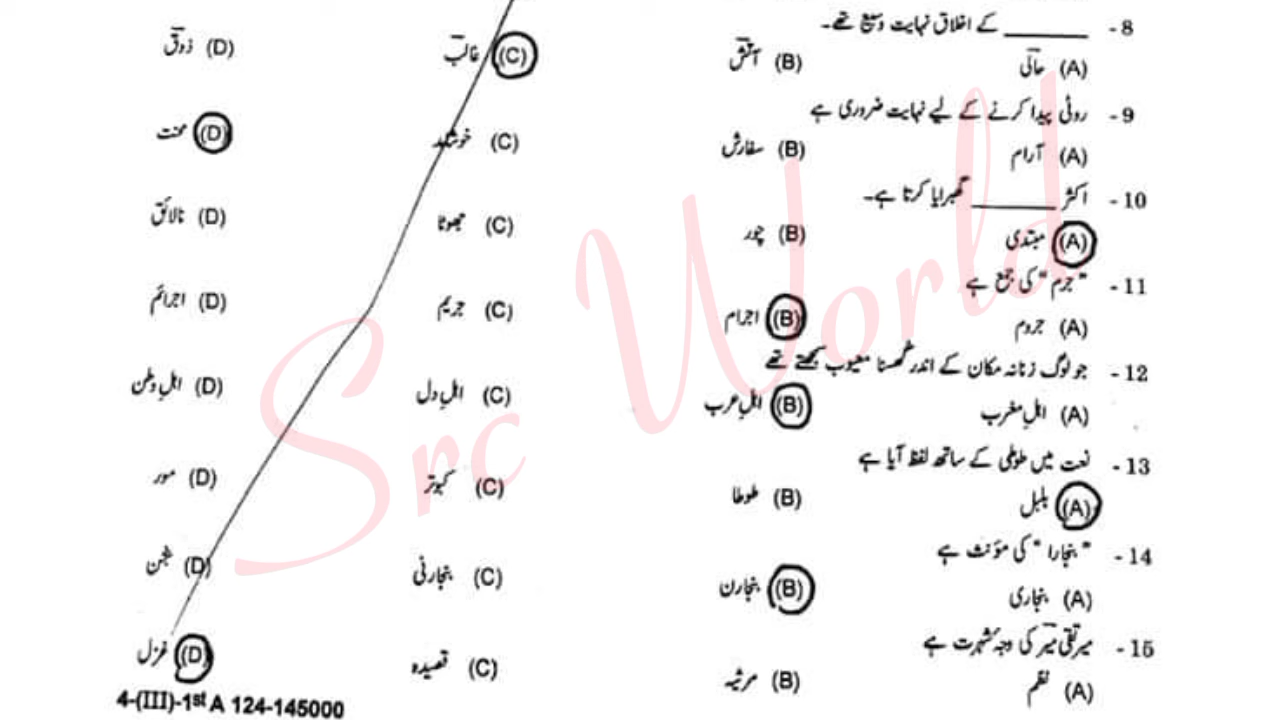 8- ________ کے اخلاق نہایت وسیع تھے۔
(A) حالی (B) آتش (C) غالب (D) ذوق
9- روٹی پیدا کرنے کے لیے نہایت ضروری ہے
(A) آرام (B) سفارش (C) خوشامد (D) محنت
10- اکثر ________ گھبرایا کرتا ہے۔
(A) مبتدی (B) چور (C) جھوٹا (D) نالائق
11- "جرم" کی جمع ہے
(A) جروم (B) اجرام (C) جریم (D) اجرائم
12- جو لوگ زنانہ مکان کے اندر گھسنا معیوب سمجھتے تھے
(A) اہلِ مغرب (B) اہلِ عرب (C) اہلِ دل (D) اہلِ وطن
13- نعت میں طوطی کے ساتھ لفظ آیا ہے
(A) بلبل (B) طوطا (C) کبوتر (D) مور
14- "بنجارا" کی مؤنث ہے
(A) بنجاری (B) بنجارن (C) بنجارنی (D)
15- میر تقی میر کی وجہ شہرت ہے
(A) نظم (B) مرثیہ (C) قصیدہ (D) غزل
4-(III)-1st A 124-145000
Src World